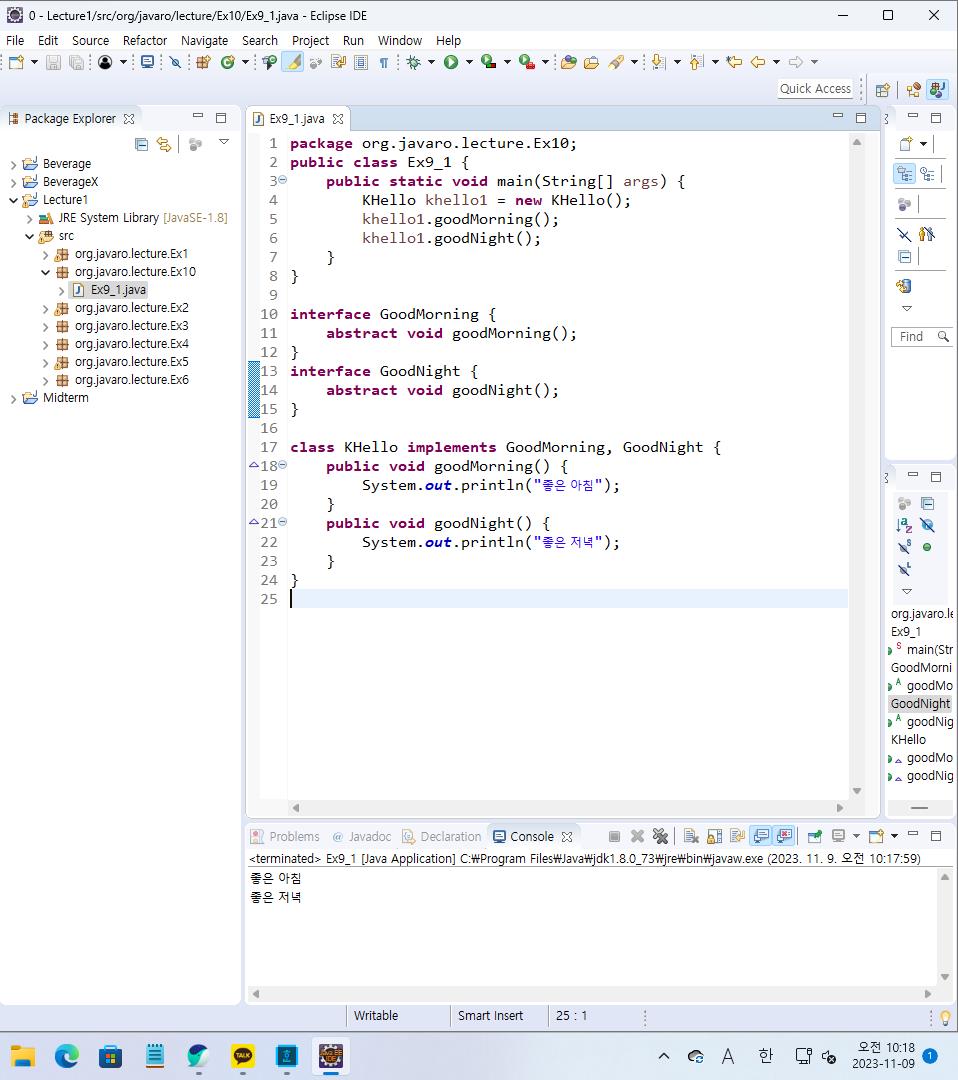 0 - Lecture1/src/org/javaro/lecture/Ex10/Ex9_1.java - Eclipse IDE
File Edit Source Refactor Navigate Search Project Run Window Help
Quick Access
Package Explorer
Beverage
BeverageX
Lecture1
JRE System Library [JavaSE-1.8]
src
org.javaro.lecture.Ex1
org.javaro.lecture.Ex10
Ex9_1.java
org.javaro.lecture.Ex2
org.javaro.lecture.Ex3
org.javaro.lecture.Ex4
org.javaro.lecture.Ex5
org.javaro.lecture.Ex6
Midterm
Ex9_1.java
1 package org.javaro.lecture.Ex10;
2 public class Ex9_1 {
3 public static void main(String[] args) {
4 KHello khello1 = new KHello();
5 khello1.goodMorning();
6 khello1.goodNight();
7 }
8 }
9
10 interface GoodMorning {
11 abstract void goodMorning();
12 }
13 interface GoodNight {
14 abstract void goodNight();
15 }
16
17 class KHello implements GoodMorning, GoodNight {
18 public void goodMorning() {
19 System.out.println("좋은 아침");
20 }
21 public void goodNight() {
22 System.out.println("좋은 저녁");
23 }
24 }
25
Find
org.javaro.le
Ex9_1
main(Str
GoodMorni
goodMo
GoodNight
goodNig
KHello
goodMo
goodNig
Problems @ Javadoc Declaration Console
<terminated> Ex9_1 [Java Application] C:₩Program Files₩Java₩jdk1.8.0_73₩jre₩bin₩javaw.exe (2023. 11. 9. 오전 10:17:59)
좋은 아침
좋은 저녁
Writable Smart Insert 25 : 1
TALK
JAVA EE IDE
A 한
오전 10:18
2023-11-09
1